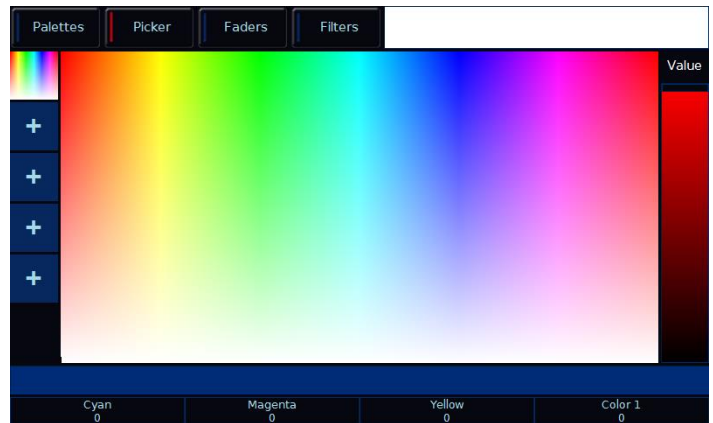 Palettes Picker Faders Filters
Value
+
+
+
+
Cyan Magenta Yellow Color 1
0 0 0 0